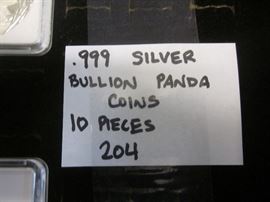 .999 SILVER
BULLION PANDA
COINS
10 PIECES
204